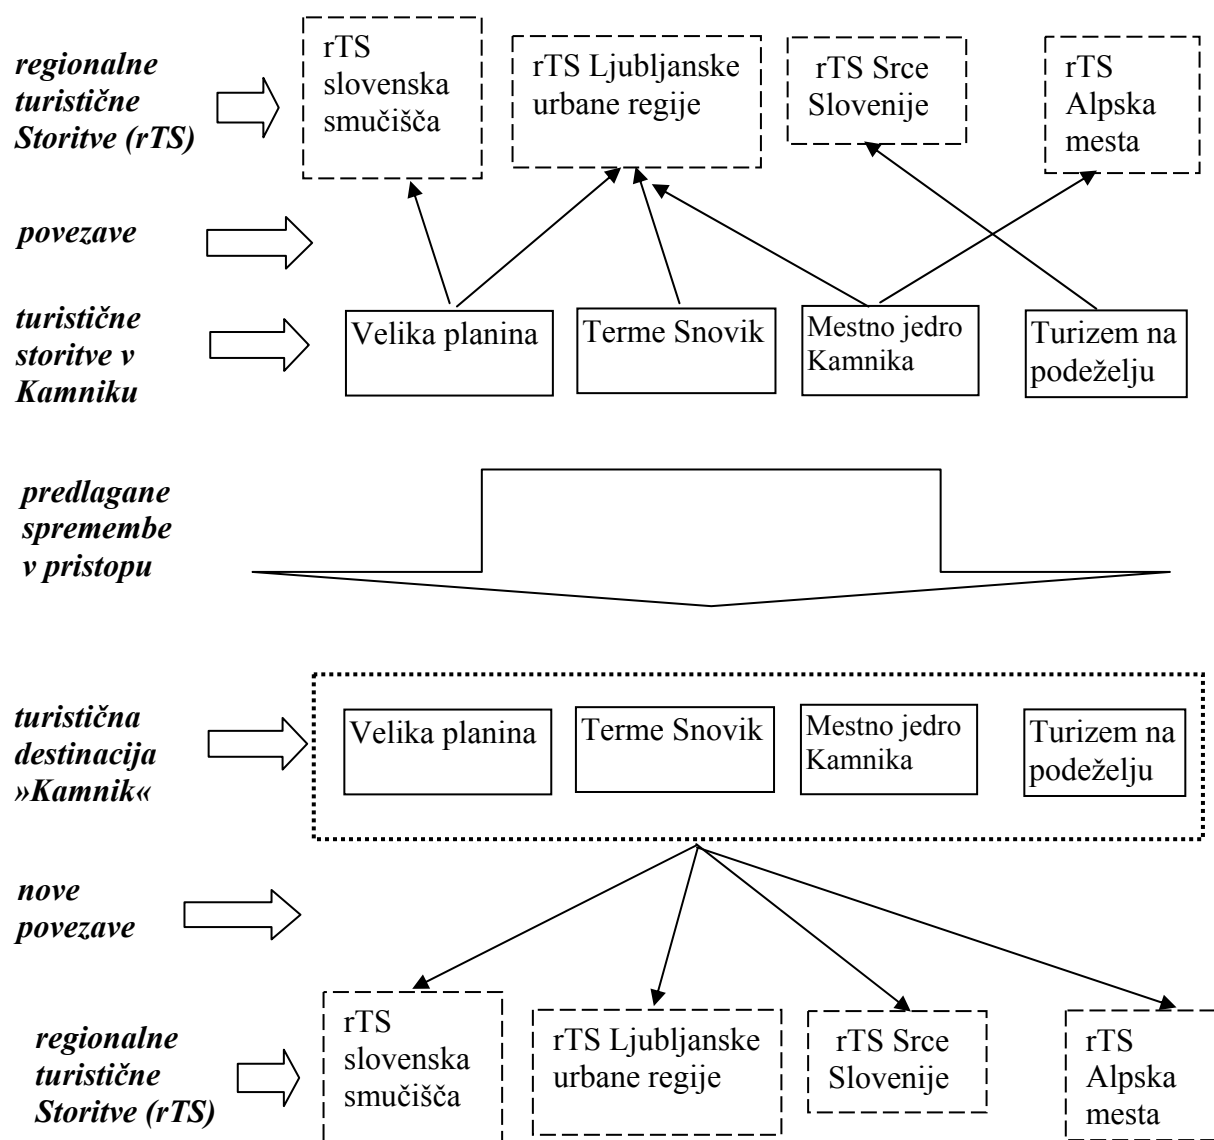 regionalne
turistične
Storitve (rTS)
rTS
slovenska
smučišča
rTS Ljubljanske
urbane regije
rTS Srce
Slovenije
rTS
Alpska
mesta
povezave
turistične
storitve v
Kamniku
Velika planina
Terme Snovik
Mestno jedro
Kamnika
Turizem na
podeželju
predlagane
spremembe
v pristopu
turistična
destinacija
»Kamnik«
Velika planina
Terme Snovik
Mestno jedro
Kamnika
Turizem na
podeželju
nove
povezave
regionalne
turistične
Storitve (rTS)
rTS
slovenska
smučišča
rTS Ljubljanske
urbane regije
rTS Srce
Slovenije
rTS
Alpska
mesta